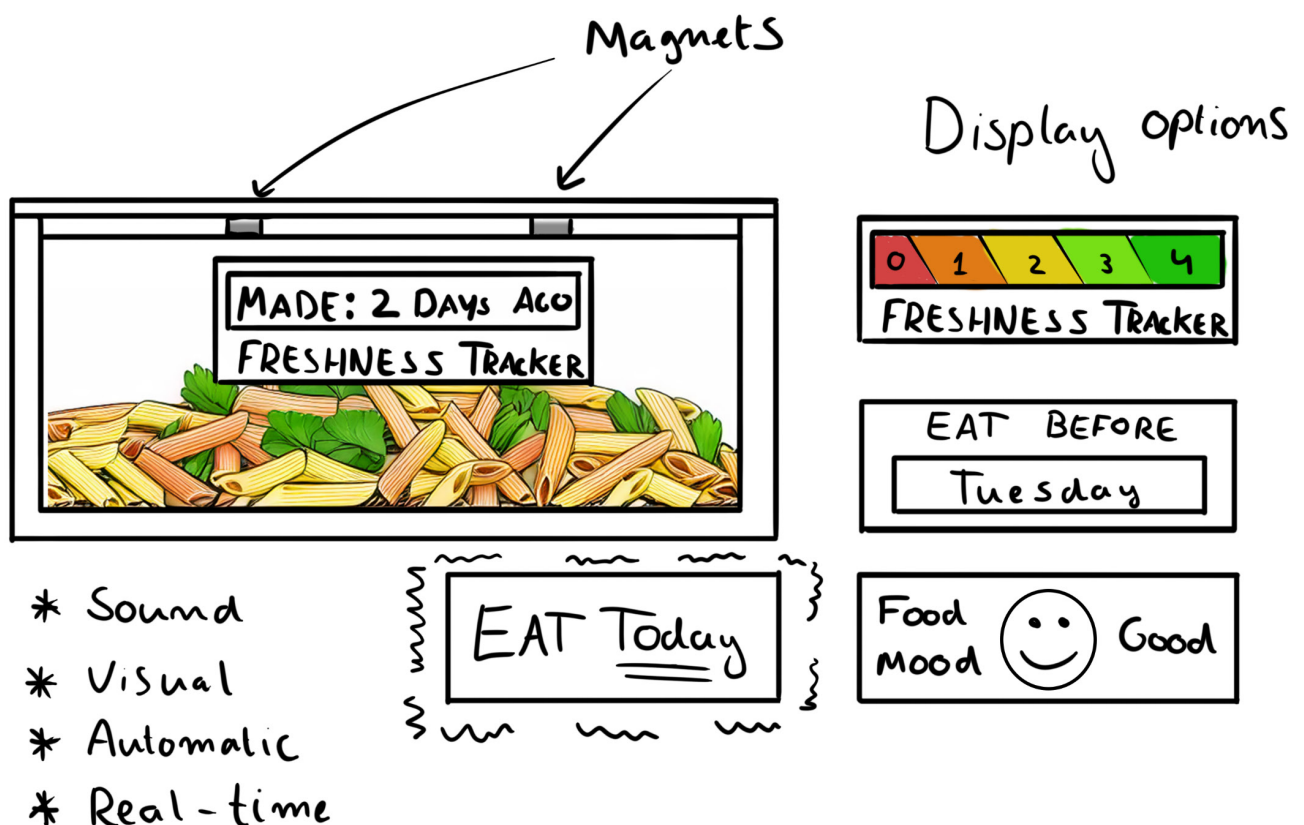 Magnets
Display options
MADE: 2 DAYS AGO
FRESHNESS TRACKER
0 1 2 3 4
FRESHNESS TRACKER
EAT BEFORE
Tuesday
EAT Today
Food Mood Good
* Sound
* Visual
* Automatic
* Real-time